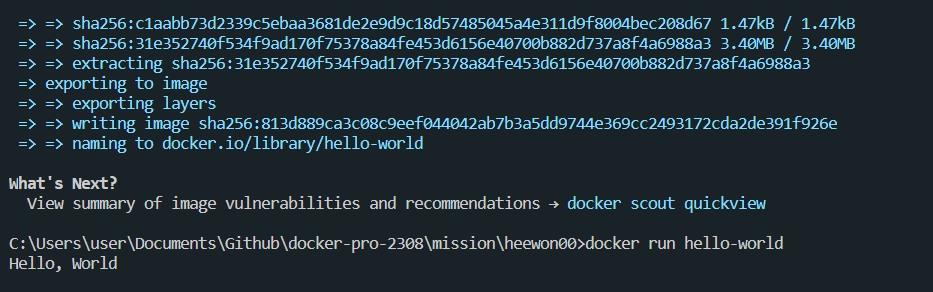 => => sha256:c1aabb73d2339c5ebaa3681de2e9d9c18d57485045a4e311d9f8004bec208d67 1.47kB / 1.47kB
=> => sha256:31e352740f534f9ad170f75378a84fe453d6156e40700b882d737a8f4a6988a3 3.40MB / 3.40MB
=> => extracting sha256:31e352740f534f9ad170f75378a84fe453d6156e40700b882d737a8f4a6988a3
=> exporting to image
=> => exporting layers
=> => writing image sha256:813d889ca3c08c9eef044042ab7b3a5dd9744e369cc2493172cda2de391f926e
=> => naming to docker.io/library/hello-world
What's Next?
View summary of image vulnerabilities and recommendations → docker scout quickview
C:\Users\user\Documents\Github\docker-pro-2308\mission\heewon00>docker run hello-world
Hello, World